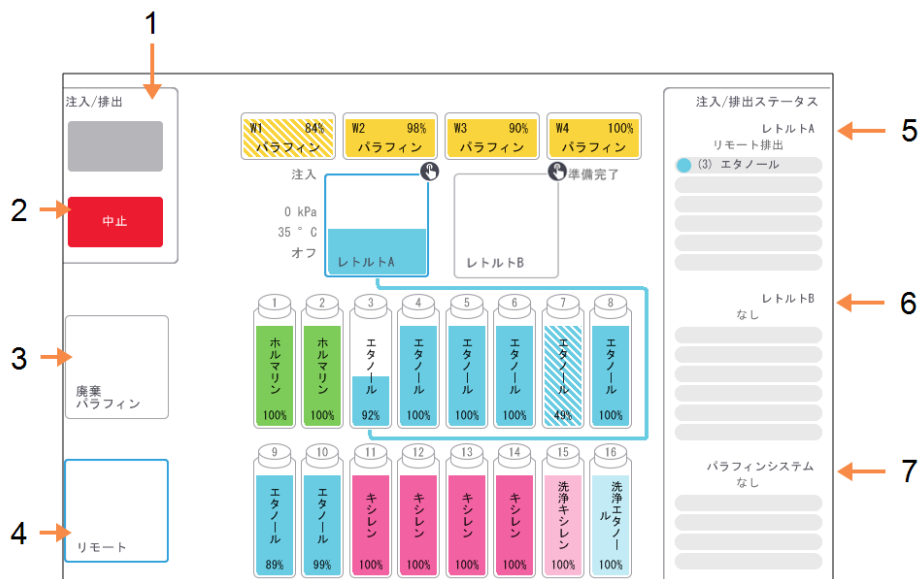 1
注入/排出
2
中止
3
廃棄
パラフィン
4
リモート
W1 84%
パラフィン
W2 98%
パラフィン
W3 90%
パラフィン
W4 100%
パラフィン
注入
準備完了
0 kPa
35 °C
オフ
レトルトA
レトルトB
1
ホルマリン
100%
2
ホルマリン
100%
3
エタノール
92%
4
エタノール
100%
5
エタノール
100%
6
エタノール
100%
7
エタノール
49%
8
エタノール
100%
9
エタノール
89%
10
エタノール
99%
11
キシレン
100%
12
キシレン
100%
13
キシレン
100%
14
キシレン
100%
15
洗浄キシレン
100%
16
洗浄エタノー
ル
100%
注入/排出ステータス
レトルトA
リモート排出
(3) エタノール
5
レトルトB
なし
6
パラフィンシステム
なし
7